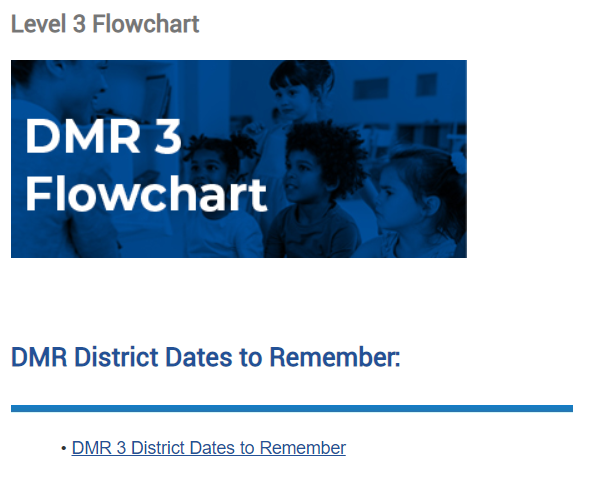 Level 3 Flowchart
DMR 3
Flowchart
DMR District Dates to Remember:
• DMR 3 District Dates to Remember